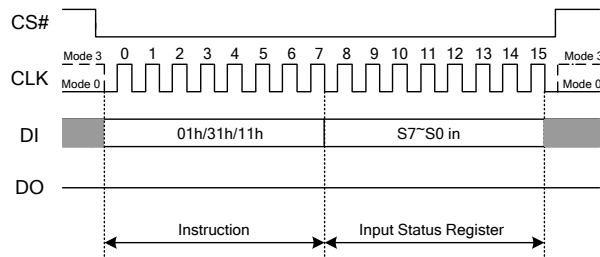 CS#
Mode 3 0 1 2 3 4 5 6 7 8 9 10 11 12 13 14 15 Mode 3
CLK
Mode 0 Mode 0
DI 01h/31h/11h S7~S0 in
DO
Instruction Input Status Register